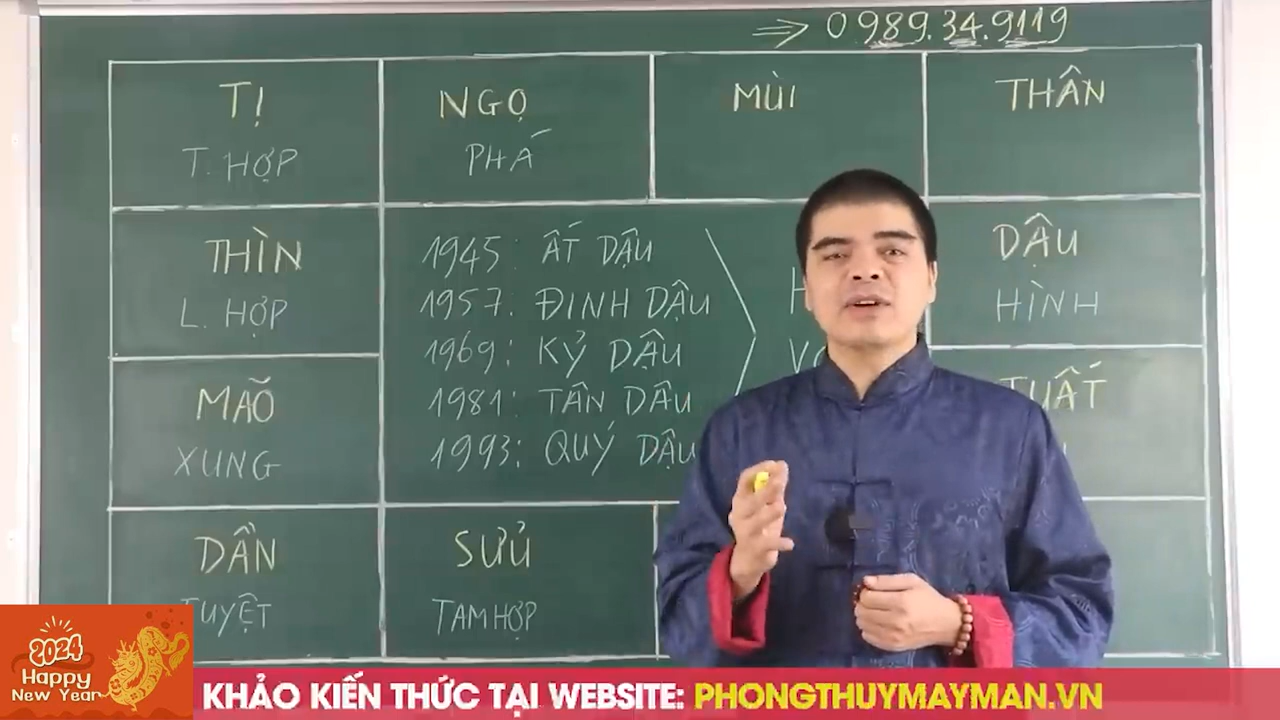 ⇒ 0989.34.9119
TỊ
T. HỢP
NGỌ
PHÁ
MÙI
THÂN
THÌN
L. HỢP
1945: ẤT DẬU
1957: ĐINH DẬU
1969: KỶ DẬU
1981: TÂN DẬU
1993: QUÝ DẬU
DẬU
HÌNH
MÃO
XUNG
TUẤT
DẦN
TUYỆT
SỬU
TAM HỢP
2024
Happy
New Year
KHẢO KIẾN THỨC TẠI WEBSITE: PHONGTHUYMAYMAN.VN